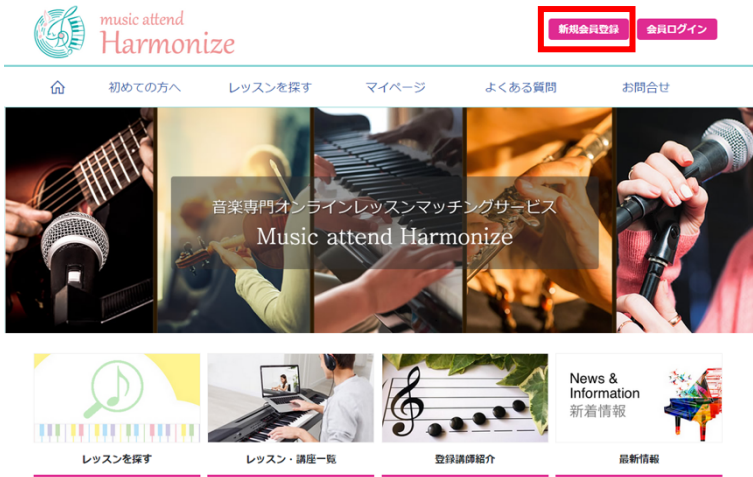 music attend
Harmonize
新規会員登録
会員ログイン
初めての方へ
レッスンを探す
マイページ
よくある質問
お問合せ
音楽専門オンラインレッスンマッチングサービス
Music attend Harmonize
News &
Information
新着情報
レッスンを探す
レッスン・講座一覧
登録講師紹介
最新情報